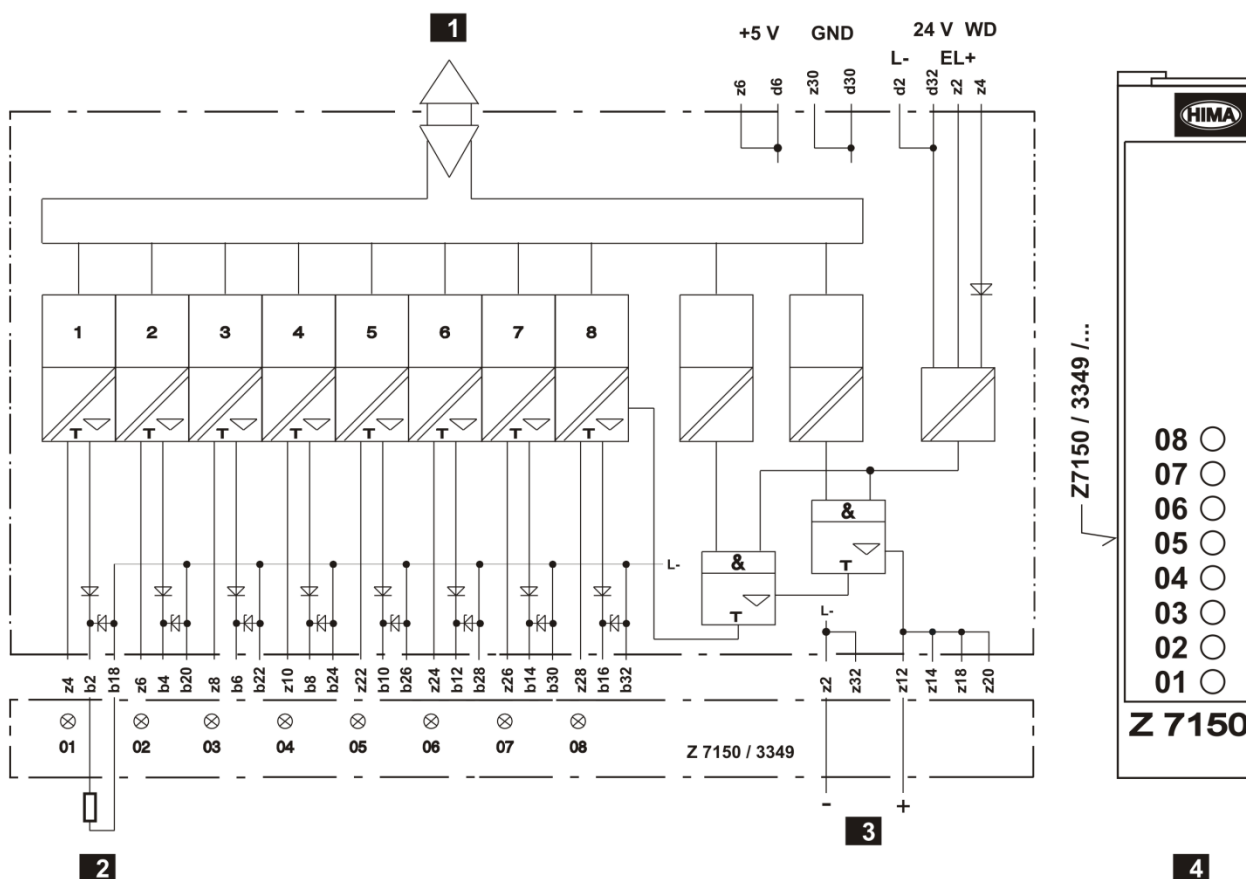 1
+5 V GND 24 V WD
L- EL+
z6 d6 z30 d30 d2 d32 z2 z4
HIMA
1 2 3 4 5 6 7 8
T T T T T T T T
&
T
&
T
L-
L-
Z7150 / 3349 /...
08
07
06
05
04
03
02
01
Z 7150
z4 b2 b18 z6 b4 b20 z8 b6 b22 z10 b8 b24 z22 b10 b26 z24 b12 b28 z26 b14 b30 z28 b16 b32 z2 z32 z12 z14 z18 z20
01 02 03 04 05 06 07 08
Z 7150 / 3349
- +
2
3
4